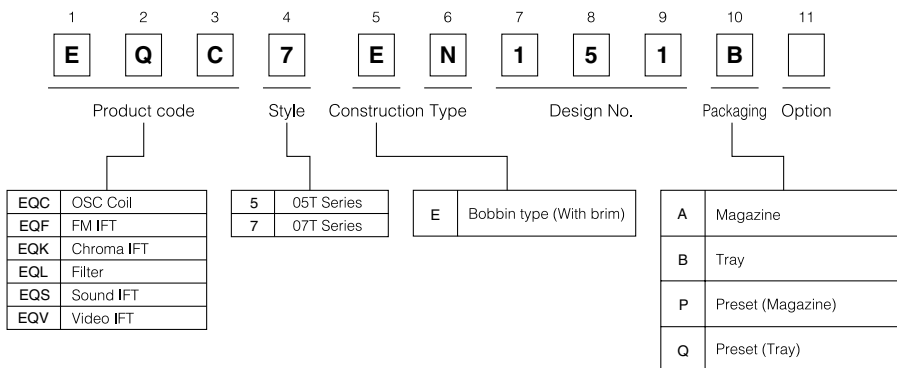 1 2 3 4 5 6 7 8 9 10 11
E Q C 7 E N 1 5 1 B
Product code Style Construction Type Design No. Packaging Option
EQC OSC Coil
EQF FM IFT
EQK Chroma IFT
EQL Filter
EQS Sound IFT
EQV Video IFT
5 05T Series
7 07T Series
E Bobbin type (With brim)
A Magazine
B Tray
P Preset (Magazine)
Q Preset (Tray)